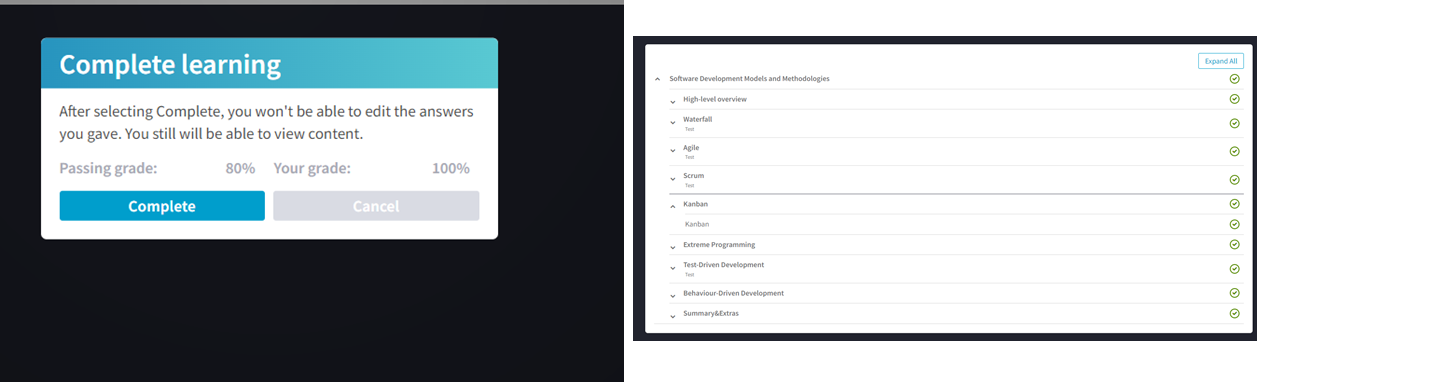 Complete learning
After selecting Complete, you won't be able to edit the answers
you gave. You still will be able to view content.
Passing grade: 80% Your grade: 100%
Complete Cancel
Expand All
Software Development Models and Methodologies
High-level overview
Waterfall
Test
Agile
Test
Scrum
Test
Kanban
Kanban
Extreme Programming
Test-Driven Development
Test
Behaviour-Driven Development
Summary&Extras